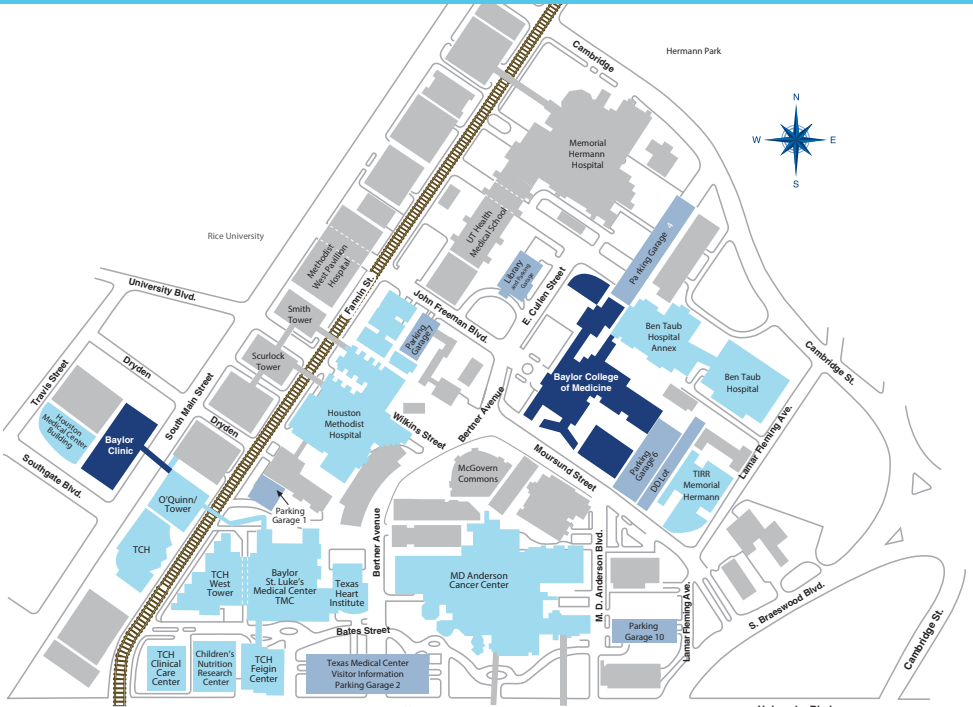 Cambridge
Hermann Park
N
W
E
S
Memorial
Hermann
Hospital
Rice University
UT Health
Medical School
Parking Garage 4
Methodist
West Pavilion
Hospital
Library
and Parking
Garage
University Blvd.
Fannin St.
John Freeman Blvd.
E. Cullen Street
Smith
Tower
Parking
Garage 7
Ben Taub
Hospital
Annex
Scurlock
Tower
Cambridge St.
Travis Street
Dryden
South Main Street
Baylor College
of Medicine
Ben Taub
Hospital
Houston
Medical Center
Building
Baylor
Clinic
Dryden
Houston
Methodist
Hospital
Wilkins Street
Bertner Avenue
Lamar Fleming Ave.
Southgate Blvd.
Moursund Street
McGovern
Commons
Parking
Garage 6
DD Lot
TIRR
Memorial
Hermann
O'Quinn/
Tower
Parking
Garage 1
TCH
Bertner Avenue
M. D. Anderson Blvd.
TCH
West
Tower
Baylor
St. Luke's
Medical Center
TMC
Texas
Heart
Institute
MD Anderson
Cancer Center
Lamar Fleming Ave.
S. Braeswood Blvd.
Cambridge St.
Bates Street
Parking
Garage 10
TCH
Clinical
Care
Center
Children's
Nutrition
Research
Center
TCH
Feigin
Center
Texas Medical Center
Visitor Information
Parking Garage 2